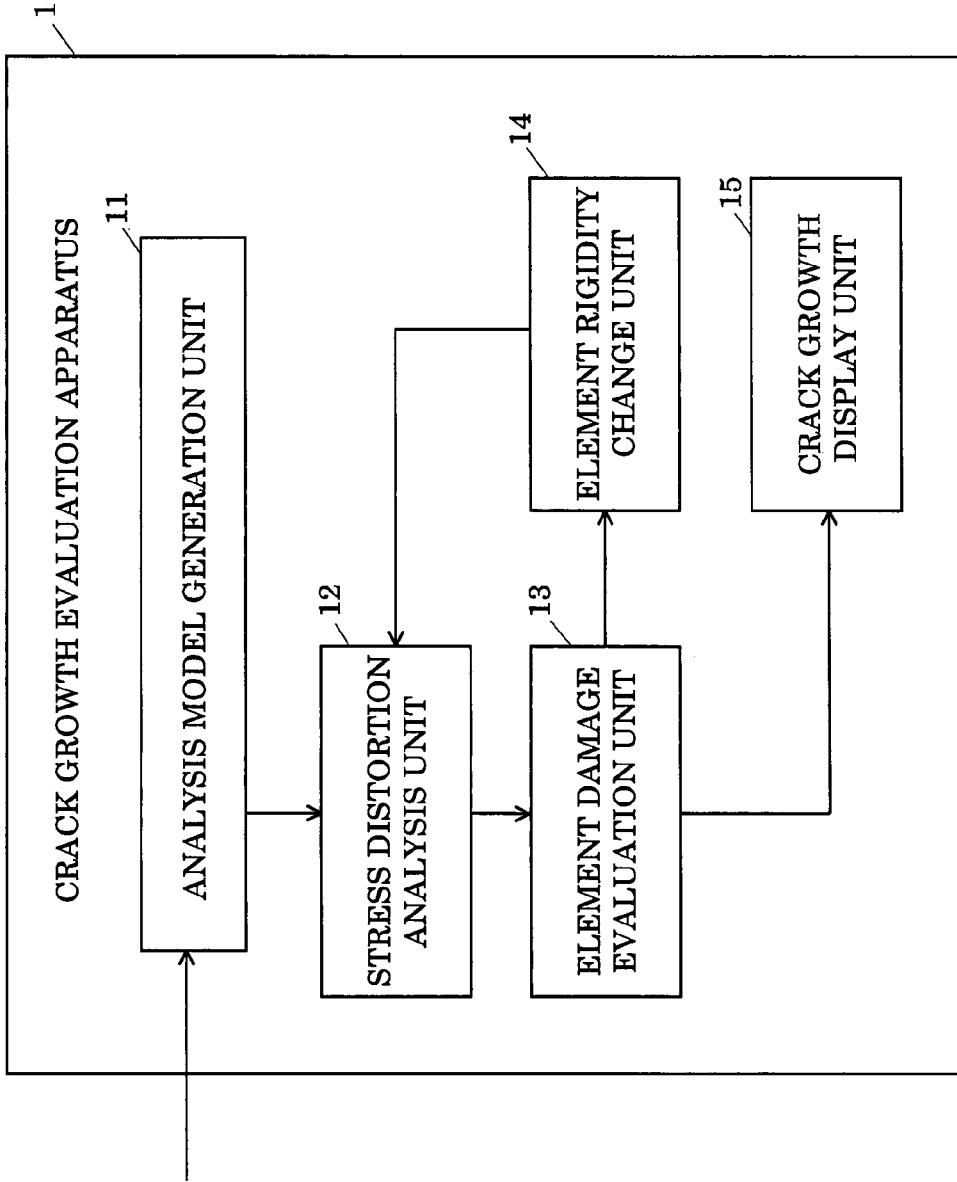 1
CRACK GROWTH EVALUATION APPARATUS
11
ANALYSIS MODEL GENERATION UNIT
12
STRESS DISTORTION
ANALYSIS UNIT
14
ELEMENT RIGIDITY
CHANGE UNIT
13
ELEMENT DAMAGE
EVALUATION UNIT
15
CRACK GROWTH
DISPLAY UNIT